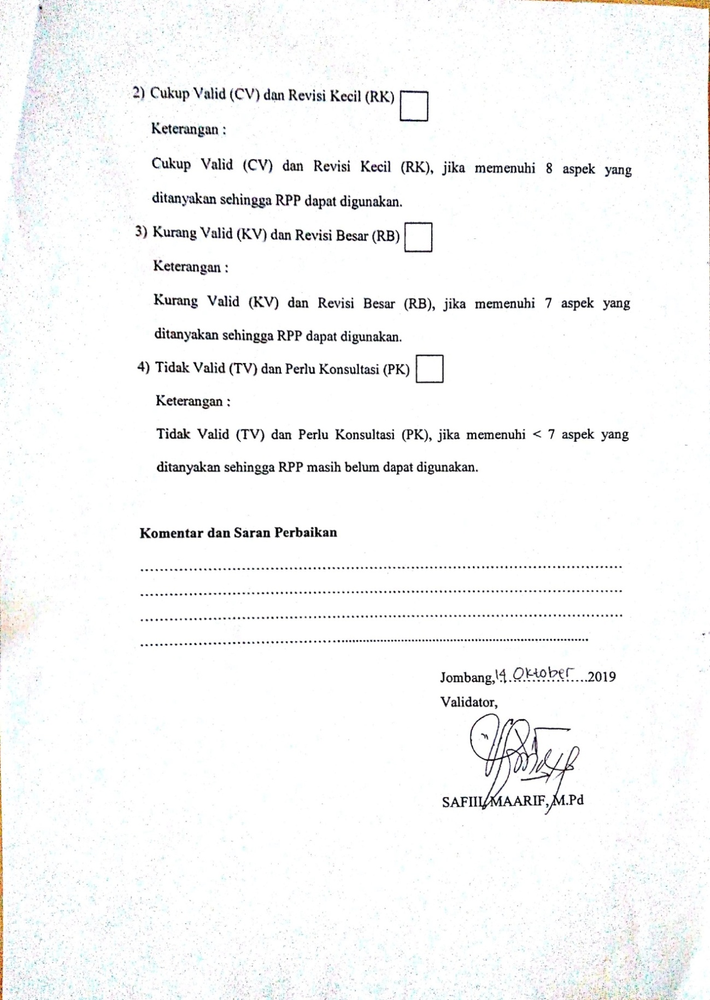 2) Cukup Valid (CV) dan Revisi Kecil (RK)
Keterangan :
Cukup Valid (CV) dan Revisi Kecil (RK), jika memenuhi 8 aspek yang
ditanyakan sehingga RPP dapat digunakan.
3) Kurang Valid (KV) dan Revisi Besar (RB)
Keterangan :
Kurang Valid (KV) dan Revisi Besar (RB), jika memenuhi 7 aspek yang
ditanyakan sehingga RPP dapat digunakan.
4) Tidak Valid (TV) dan Perlu Konsultasi (PK)
Keterangan :
Tidak Valid (TV) dan Perlu Konsultasi (PK), jika memenuhi < 7 aspek yang
ditanyakan sehingga RPP masih belum dapat digunakan.
Komentar dan Saran Perbaikan
Jombang, 14 Oktober 2019
Validator,
SAFIIL MAARIF, M.Pd